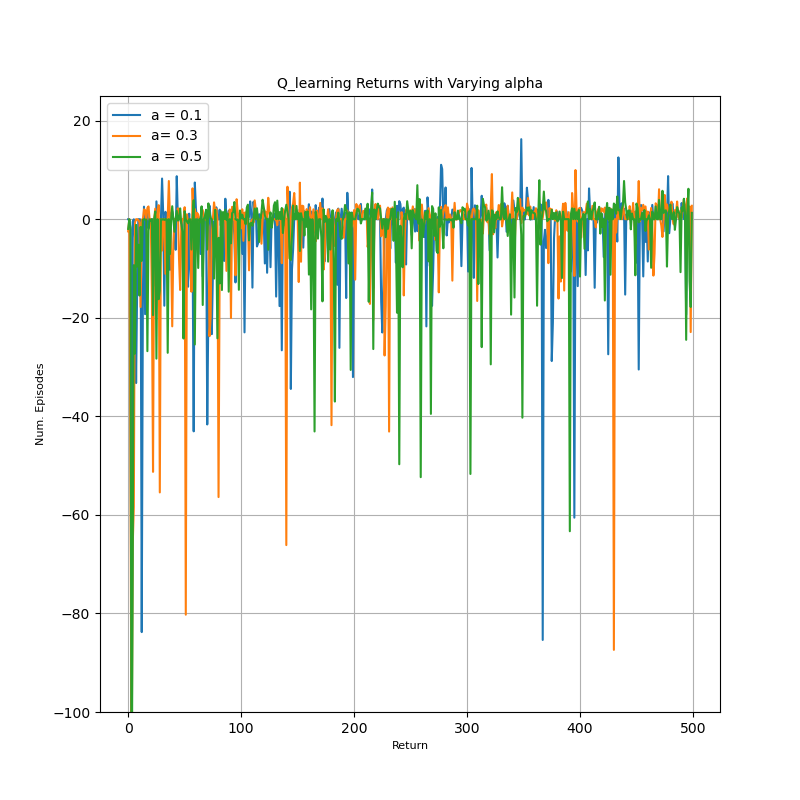 Q_learning Returns with Varying alpha
a = 0.1
a= 0.3
a = 0.5
20
0
−20
−40
−60
−80
−100
Num. Episodes
0 100 200 300 400 500
Return